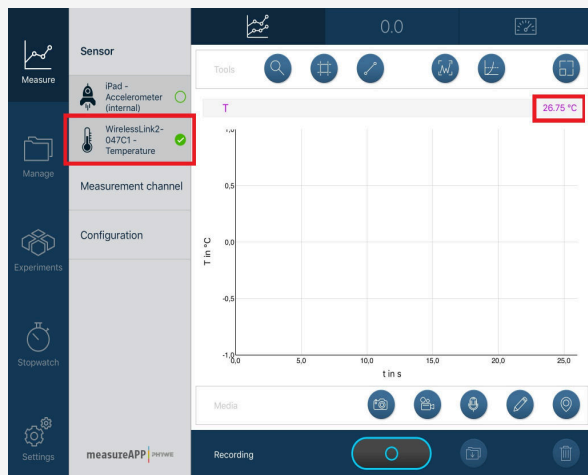 Measure
Manage
Experiments
Stopwatch
Settings
Sensor
iPad -
Accelerometer
(internal)
WirelessLink2-
047C1 -
Temperature
Measurement channel
Configuration
measureAPP PHYWE
0.0
Tools
T
26.75 °C
1,0
0,5
0,0
-0,5
-1,0
T in °C
0,0
5,0
10,0
15,0
20,0
25,0
t in s
Media
Recording